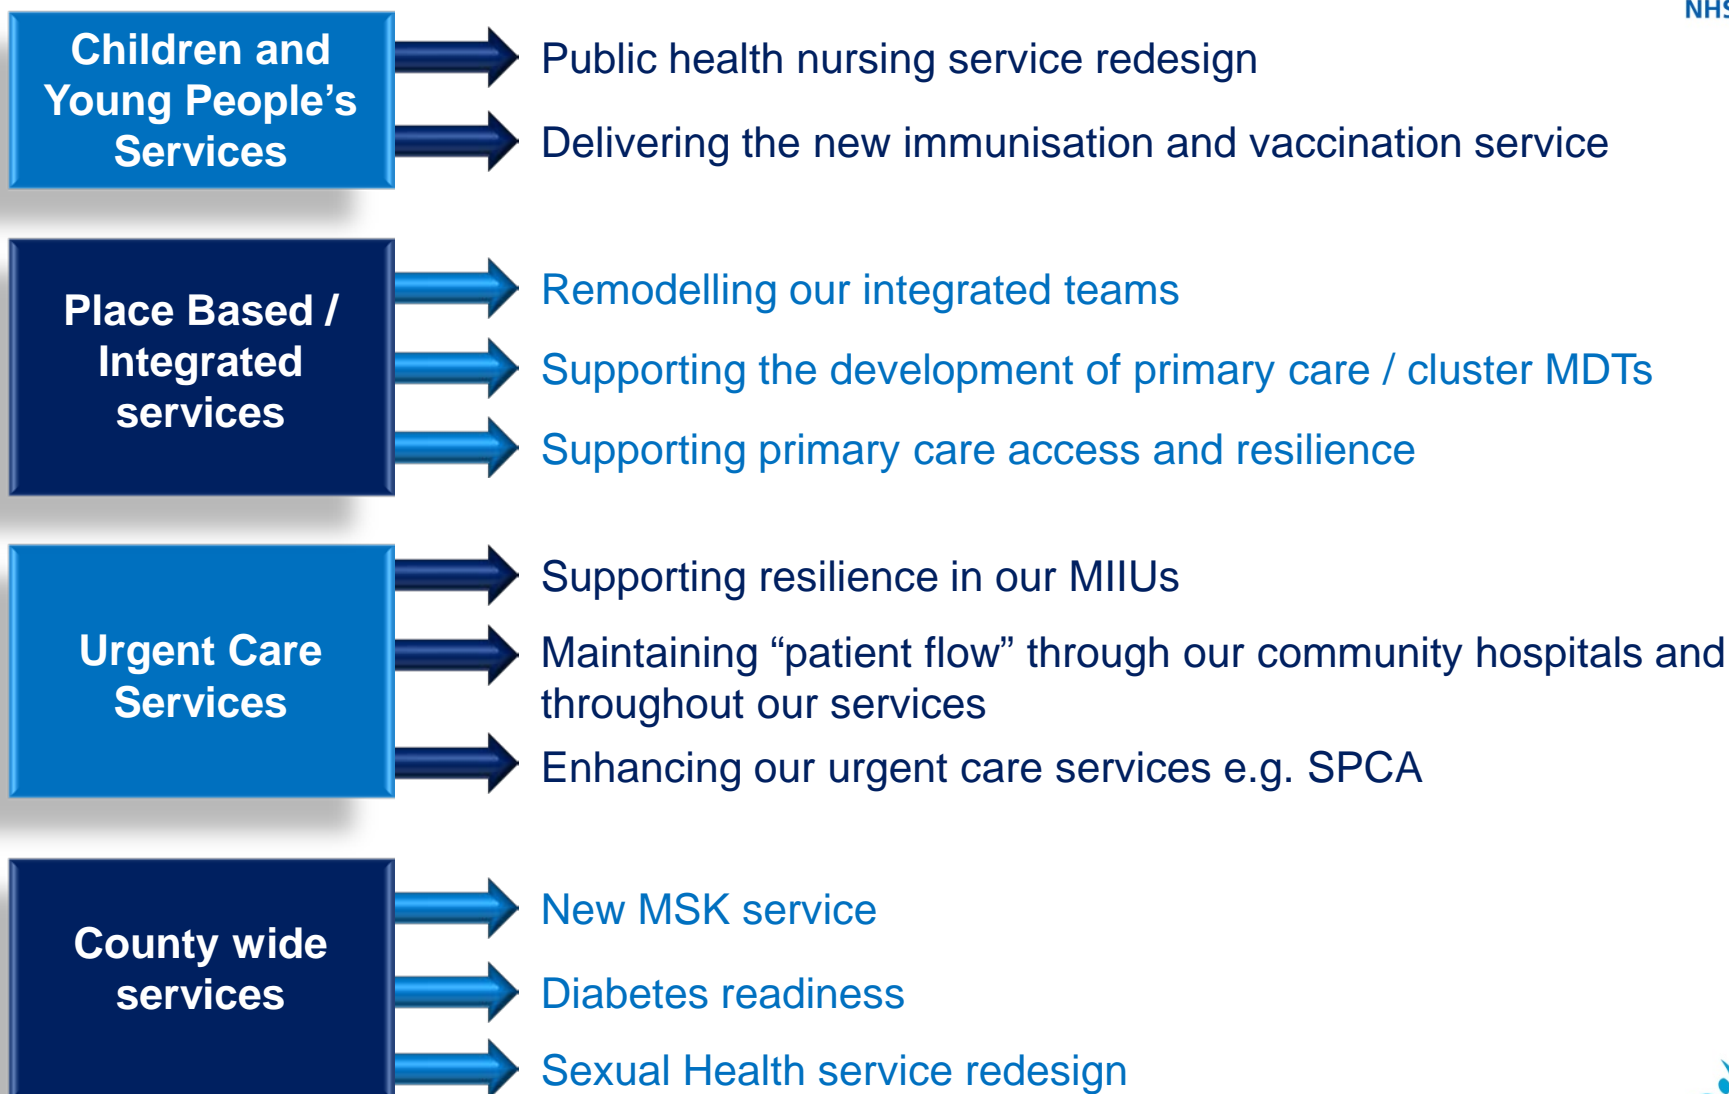 NHS
Children and
Young People’s
Services
Public health nursing service redesign
Delivering the new immunisation and vaccination service
Place Based /
Integrated
services
Remodelling our integrated teams
Supporting the development of primary care / cluster MDTs
Supporting primary care access and resilience
Urgent Care
Services
Supporting resilience in our MIIUs
Maintaining “patient flow” through our community hospitals and
throughout our services
Enhancing our urgent care services e.g. SPCA
County wide
services
New MSK service
Diabetes readiness
Sexual Health service redesign